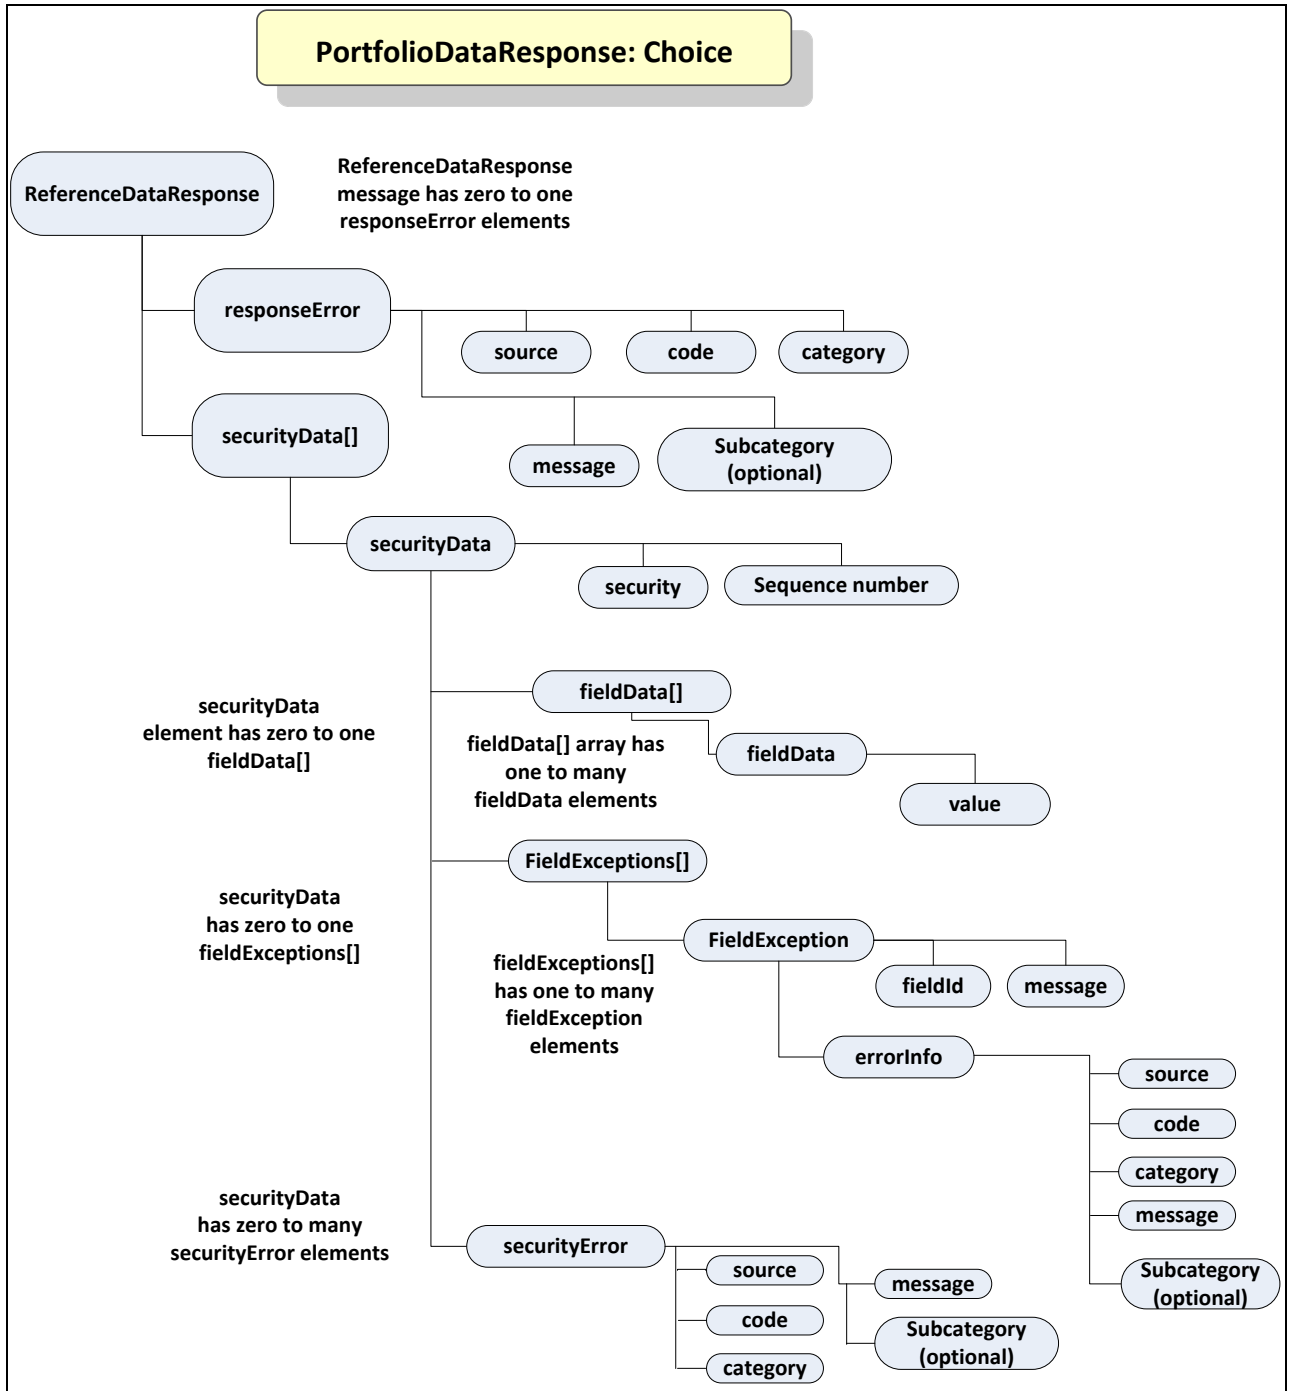 PortfolioDataResponse: Choice
ReferenceDataResponse
ReferenceDataResponse
message has zero to one
responseError elements
responseError
source
code
category
securityData[]
message
Subcategory
(optional)
securityData
security
Sequence number
securityData
element has zero to one
fieldData[]
fieldData[]
fieldData[] array has
one to many
fieldData elements
fieldData
value
FieldExceptions[]
securityData
has zero to one
fieldExceptions[]
fieldExceptions[]
has one to many
fieldException
elements
FieldException
fieldId
message
errorInfo
source
code
category
message
Subcategory
(optional)
securityData
has zero to many
securityError elements
securityError
source
code
category
message
Subcategory
(optional)